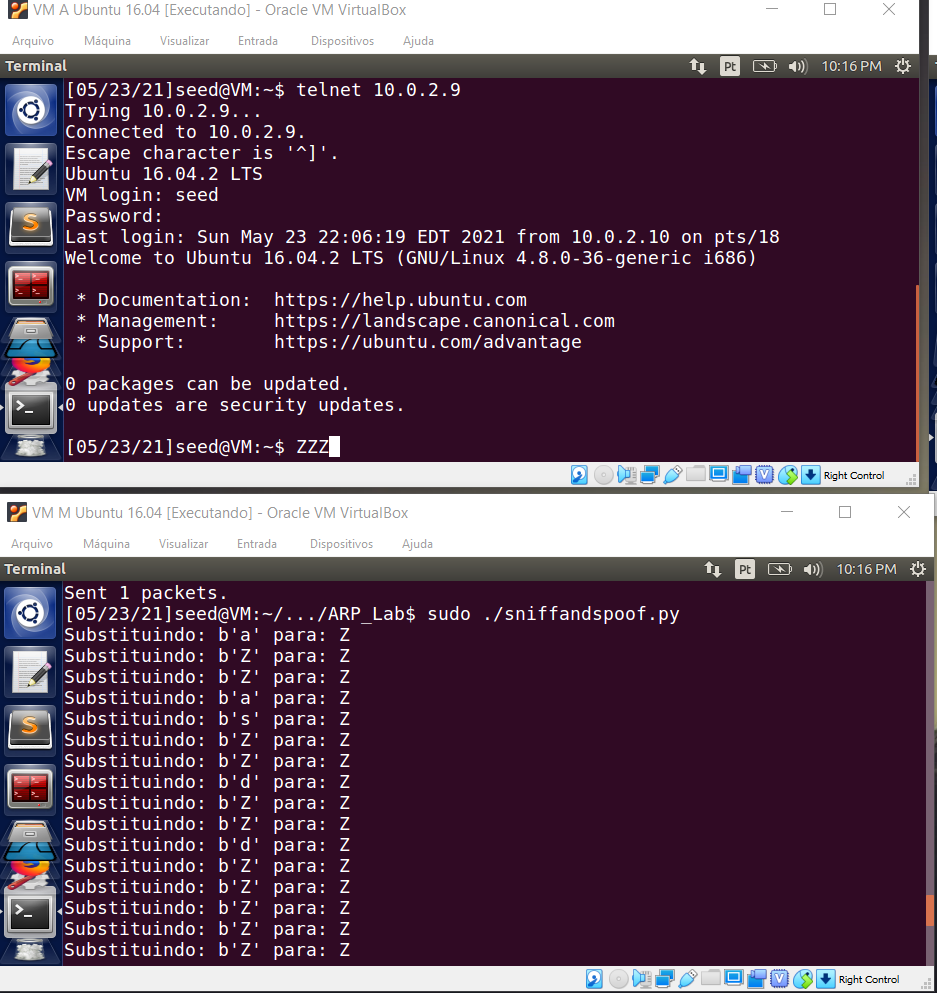 VM A Ubuntu 16.04 [Executando] - Oracle VM VirtualBox
Arquivo Máquina Visualizar Entrada Dispositivos Ajuda
Terminal Pt 10:16 PM
[05/23/21]seed@VM:~$ telnet 10.0.2.9
Trying 10.0.2.9...
Connected to 10.0.2.9.
Escape character is '^]'.
Ubuntu 16.04.2 LTS
VM login: seed
Password:
Last login: Sun May 23 22:06:19 EDT 2021 from 10.0.2.10 on pts/18
Welcome to Ubuntu 16.04.2 LTS (GNU/Linux 4.8.0-36-generic i686)
 * Documentation:  https://help.ubuntu.com
 * Management:     https://landscape.canonical.com
 * Support:        https://ubuntu.com/advantage
0 packages can be updated.
0 updates are security updates.
[05/23/21]seed@VM:~$ ZZZ
Right Control
VM M Ubuntu 16.04 [Executando] - Oracle VM VirtualBox
Arquivo Máquina Visualizar Entrada Dispositivos Ajuda
Terminal Pt 10:16 PM
Sent 1 packets.
[05/23/21]seed@VM:~/.../ARP_Lab$ sudo ./sniffandspoof.py
Substituindo: b'a' para: Z
Substituindo: b'Z' para: Z
Substituindo: b'Z' para: Z
Substituindo: b'a' para: Z
Substituindo: b's' para: Z
Substituindo: b'Z' para: Z
Substituindo: b'Z' para: Z
Substituindo: b'd' para: Z
Substituindo: b'Z' para: Z
Substituindo: b'Z' para: Z
Substituindo: b'd' para: Z
Substituindo: b'Z' para: Z
Substituindo: b'Z' para: Z
Substituindo: b'Z' para: Z
Substituindo: b'Z' para: Z
Substituindo: b'Z' para: Z
Right Control